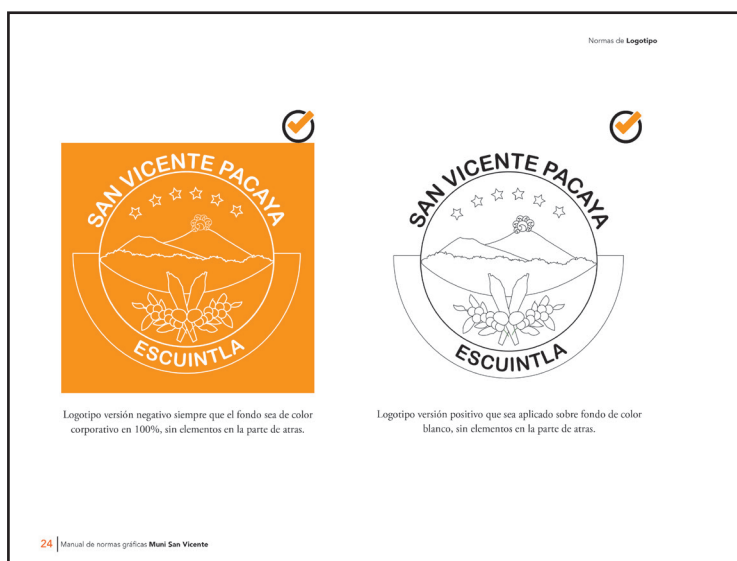 Normas de Logotipo
SAN VICENTE PACAYA
ESCUINTLA
Logotipo versión negativo siempre que el fondo sea de color
corporativo en 100%, sin elementos en la parte de atras.
SAN VICENTE PACAYA
ESCUINTLA
Logotipo versión positivo que sea aplicado sobre fondo de color
blanco, sin elementos en la parte de atras.
24 Manual de normas gráficas Muni San Vicente